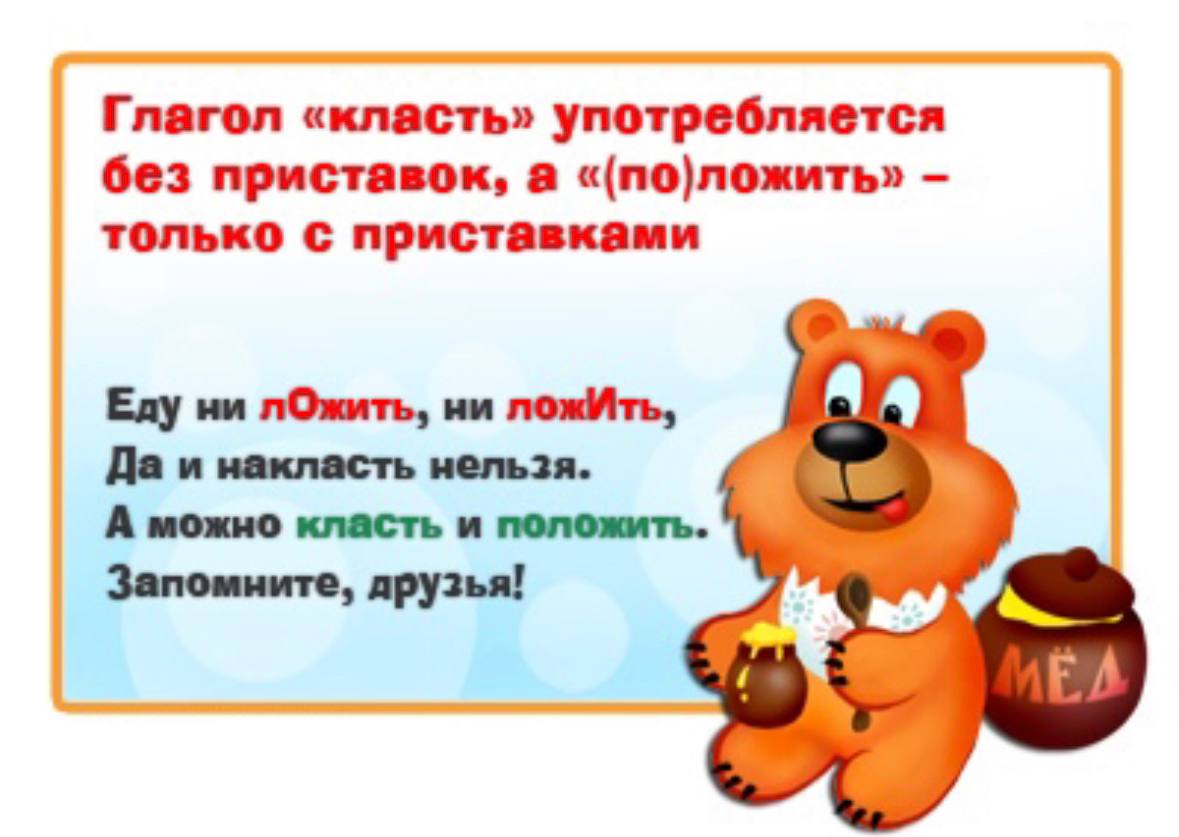 Глагол «класть» употребляется
без приставок, а «(по)ложить» –
только с приставками
Еду ни лОжить, ни ложИть,
Да и накласть нельзя.
А можно класть и положить.
Запомните, друзья!
МЁД